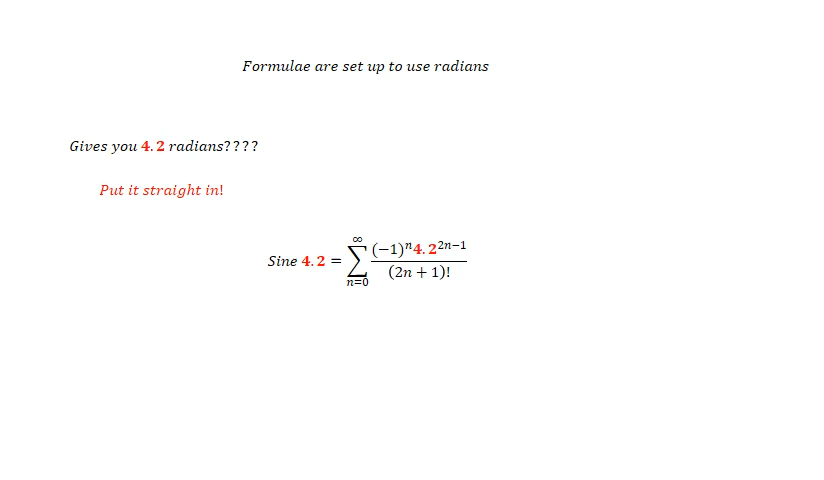 Formulae are set up to use radians
Gives you 4.2 radians????
Put it straight in!
Sine 4.2 = ∑_{n=0}^{∞} (−1)^n 4.2^{2n−1} / (2n + 1)!